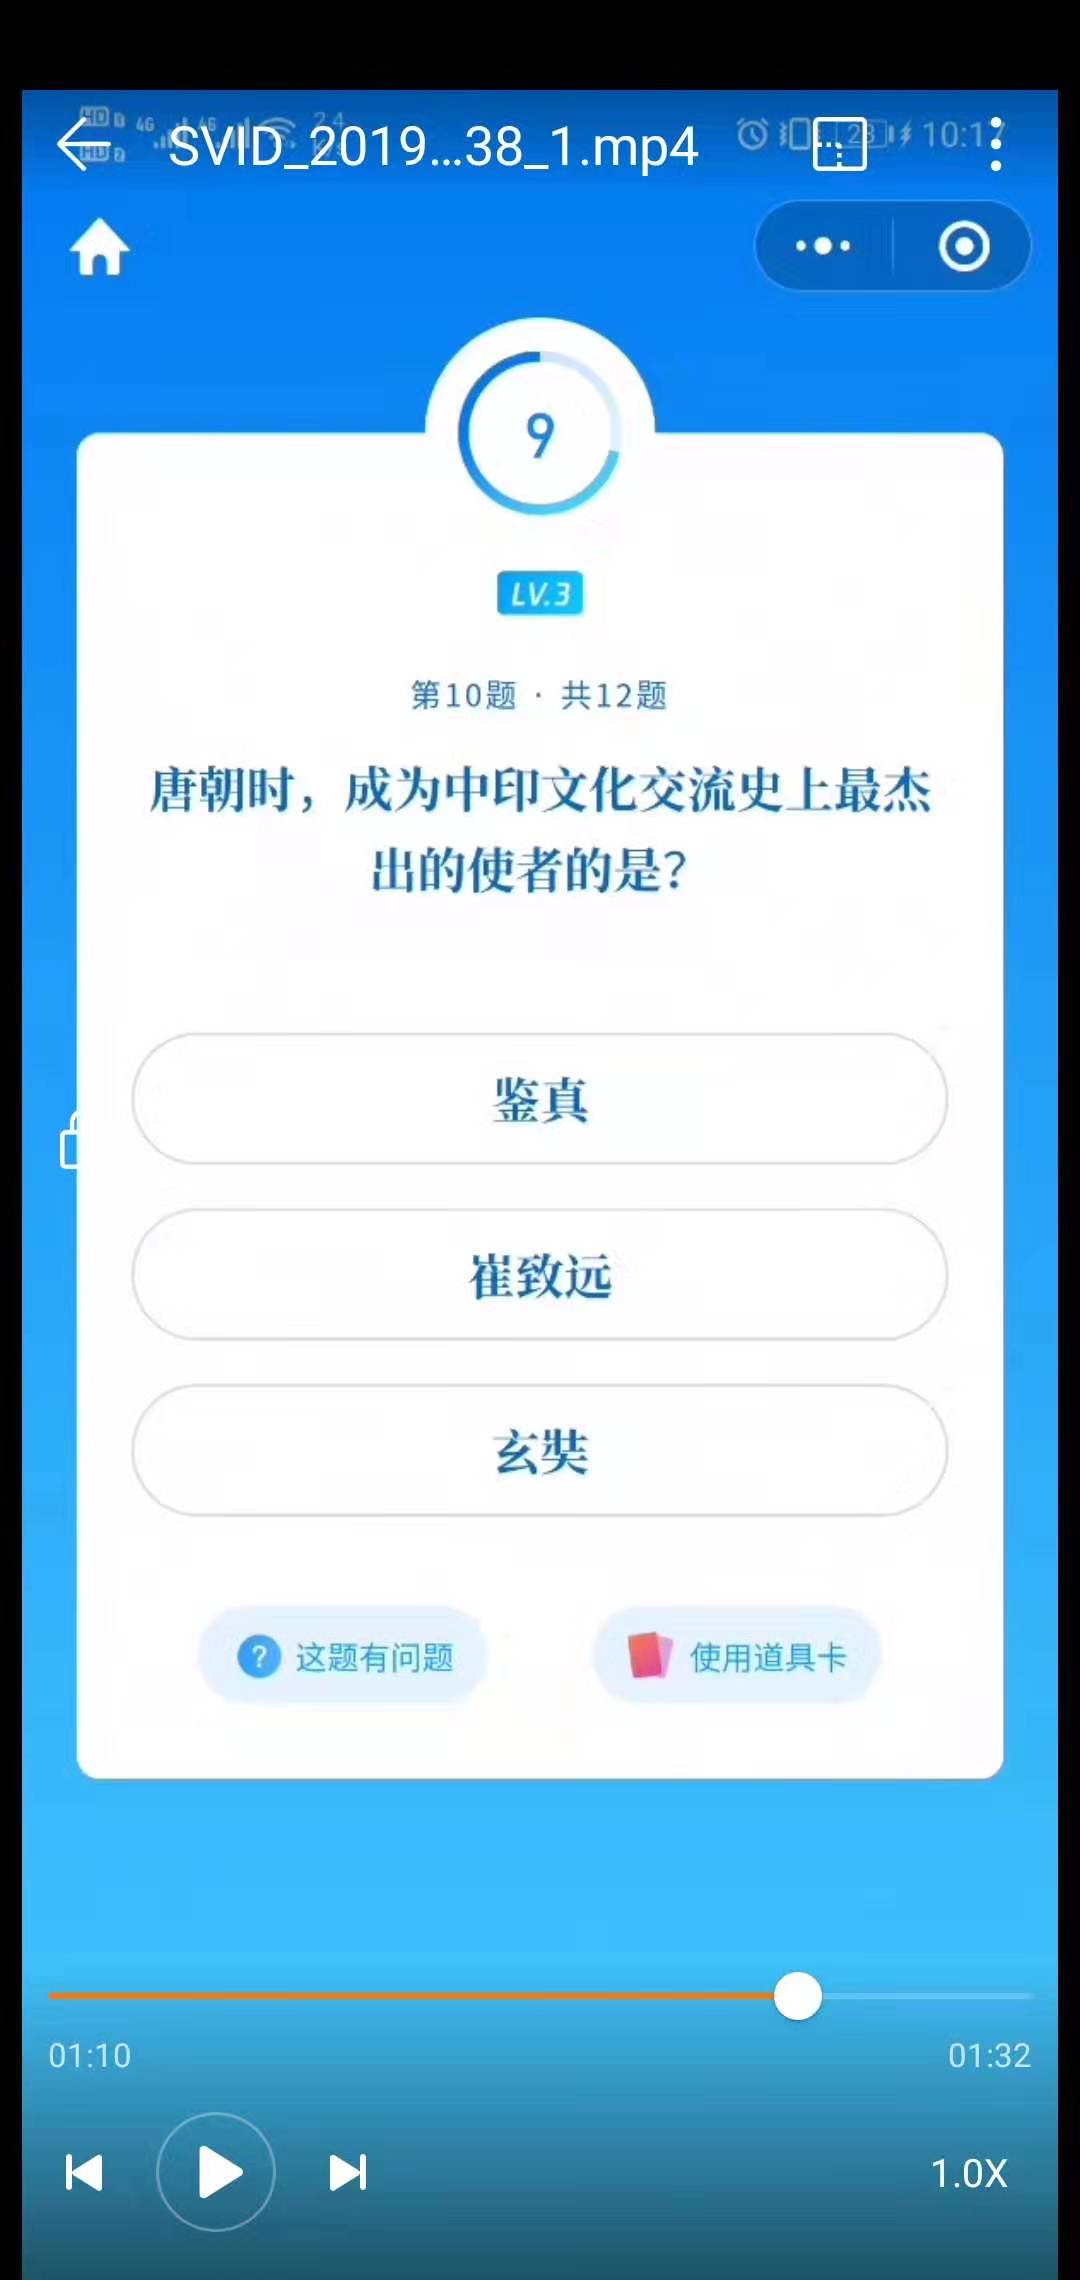 SVID_2019...38_1.mp4
9
LV.3
第10题 · 共12题
唐朝时，成为中印文化交流史上最杰
出的使者的是?
鉴真
崔致远
玄奘
? 这题有问题
使用道具卡
01:10
01:32
1.0X